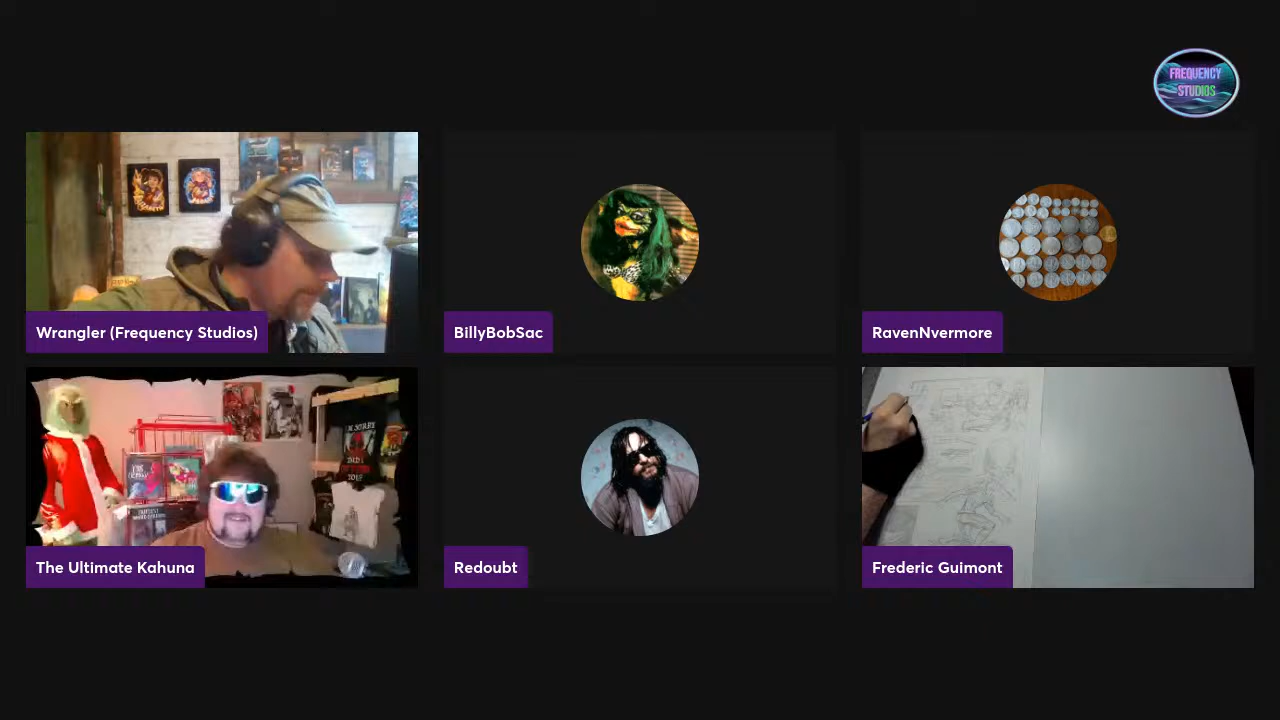 FREQUENCY
STUDIOS
Wrangler (Frequency Studios)
BillyBobSac
RavenNvermore
The Ultimate Kahuna
Redoubt
Frederic Guimont